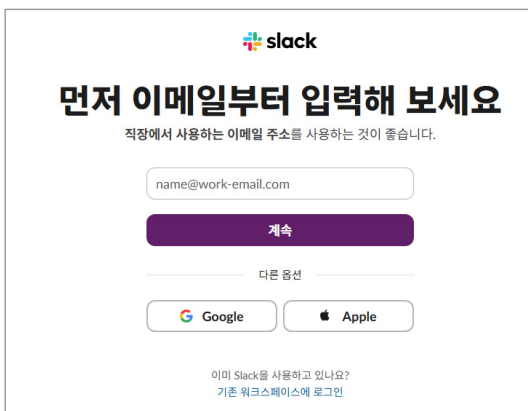 slack
먼저 이메일부터 입력해 보세요
직장에서 사용하는 이메일 주소를 사용하는 것이 좋습니다.
name@work-email.com
계속
다른 옵션
Google
Apple
이미 Slack을 사용하고 있나요?
기존 워크스페이스에 로그인